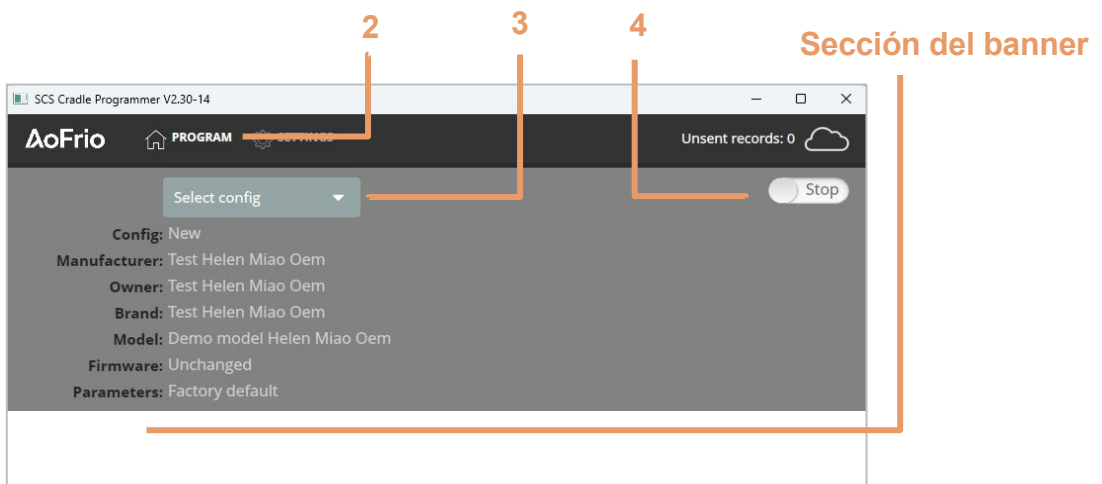 2 3 4
Sección del banner
SCS Cradle Programmer V2.30-14
AoFrio PROGRAM SETTINGS Unsent records: 0
Select config Stop
Config: New
Manufacturer: Test Helen Miao Oem
Owner: Test Helen Miao Oem
Brand: Test Helen Miao Oem
Model: Demo model Helen Miao Oem
Firmware: Unchanged
Parameters: Factory default